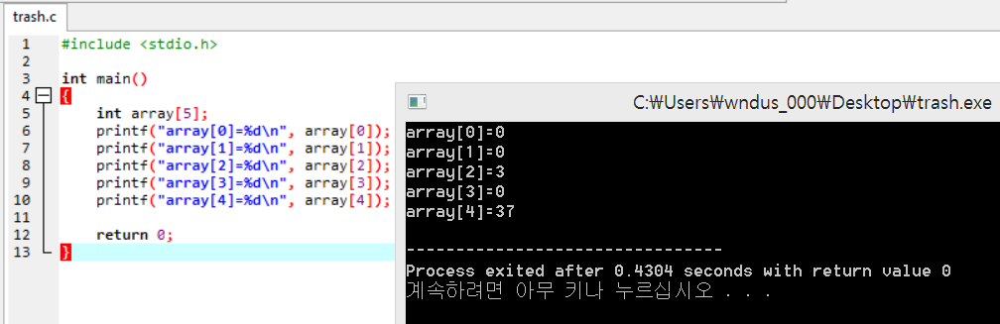 trash.c
1 #include <stdio.h>
2
3 int main()
4 {
5 int array[5];
6 printf("array[0]=%d\n", array[0]);
7 printf("array[1]=%d\n", array[1]);
8 printf("array[2]=%d\n", array[2]);
9 printf("array[3]=%d\n", array[3]);
10 printf("array[4]=%d\n", array[4]);
11
12 return 0;
13 }
C:₩Users₩wndus_000₩Desktop₩trash.exe
array[0]=0
array[1]=0
array[2]=3
array[3]=0
array[4]=37
--------------------------------
Process exited after 0.4304 seconds with return value 0
계속하려면 아무 키나 누르십시오 . . .